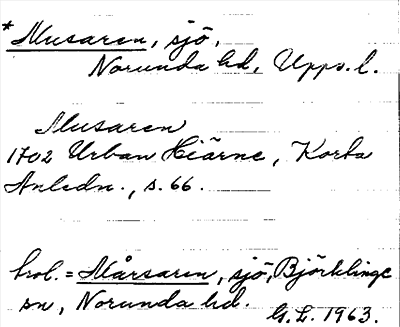 * Musaren, sjö,
Norunda hd, Upps. l.
Musaren
1702 Urban Hiärne, Korta
Anledn., s. 66.
trol. = Mårsaren, sjö, Björklinge
sn, Norunda hd.
G.L. 1963.